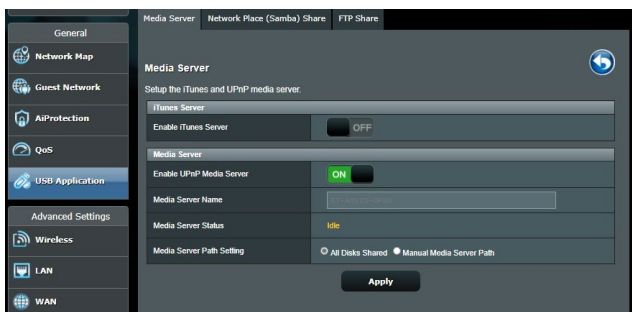 Media Server Network Place (Samba) Share FTP Share
General
Network Map
Guest Network
AiProtection
QoS
USB Application
Advanced Settings
Wireless
LAN
WAN
Media Server
Setup the iTunes and UPnP media server.
iTunes Server
Enable iTunes Server OFF
Media Server
Enable UPnP Media Server ON
Media Server Name
Media Server Status Idle
Media Server Path Setting All Disks Shared Manual Media Server Path
Apply